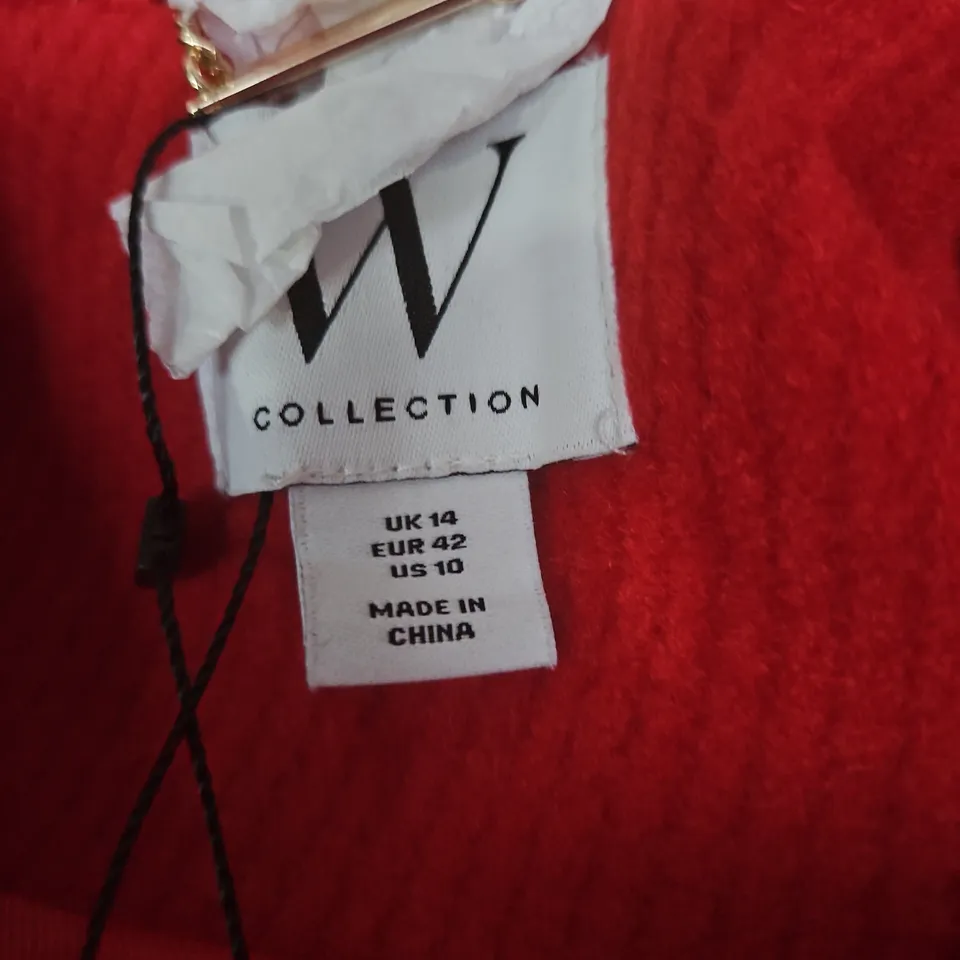 W
COLLECTION
UK 14
EUR 42
US 10
MADE IN
CHINA